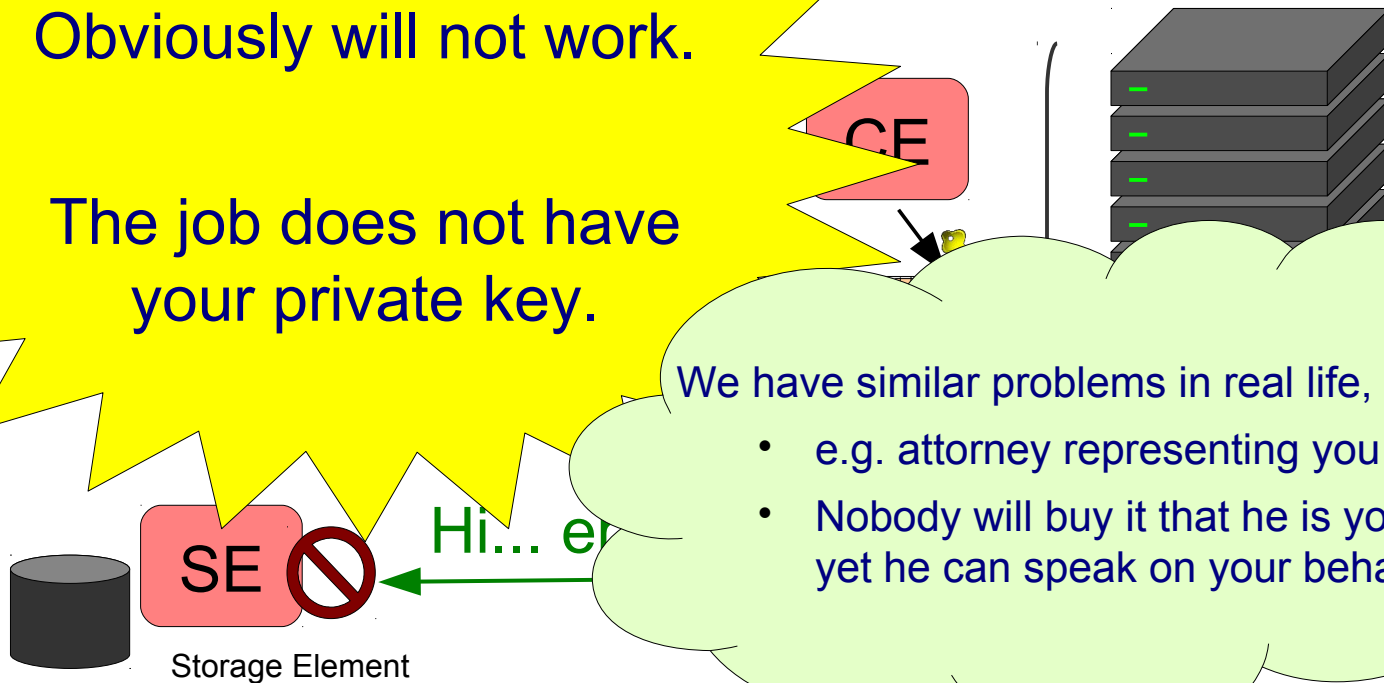 Obviously will not work.
CE
The job does not have
your private key.
We have similar problems in real life,
• e.g. attorney representing you
• Nobody will buy it that he is
yet he can speak on your
Hi...
SE
Storage Element